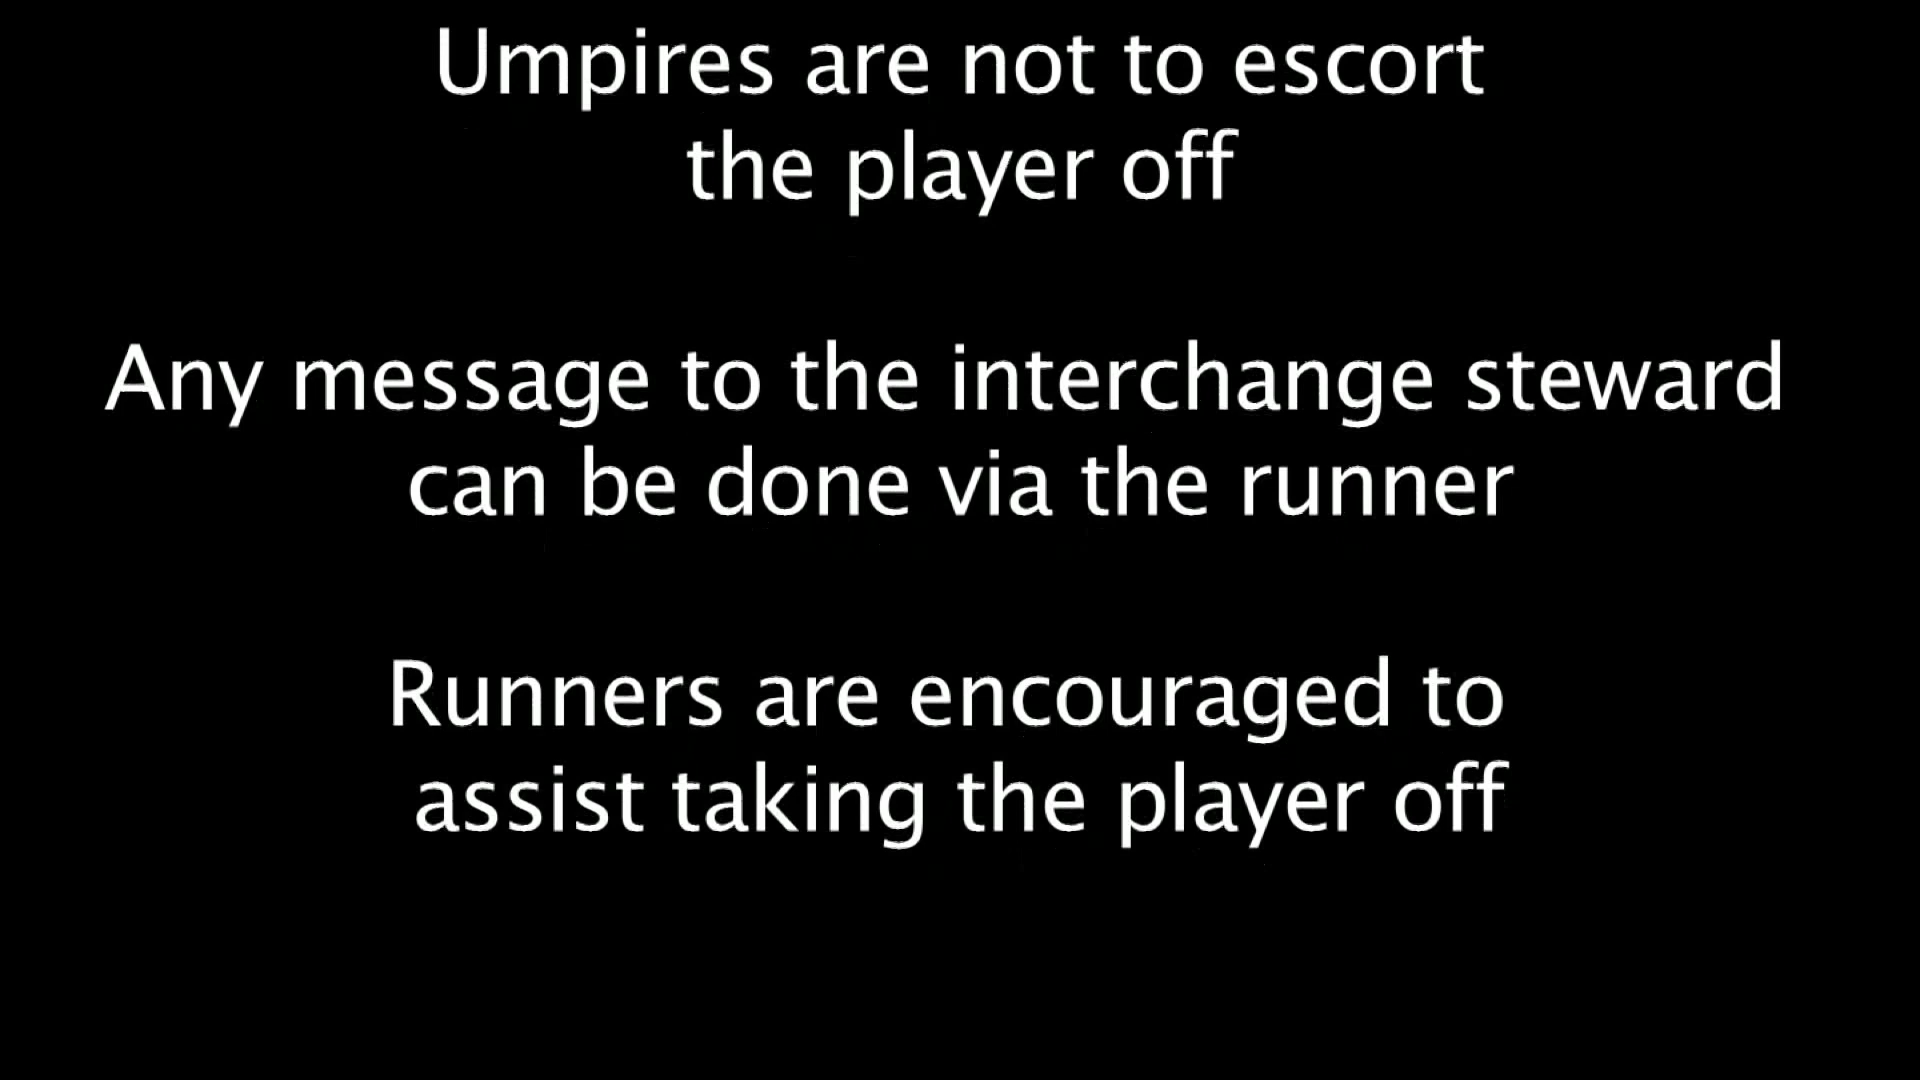 Umpires are not to escort
the player off
Any message to the interchange steward
can be done via the runner
Runners are encouraged to
assist taking the player off